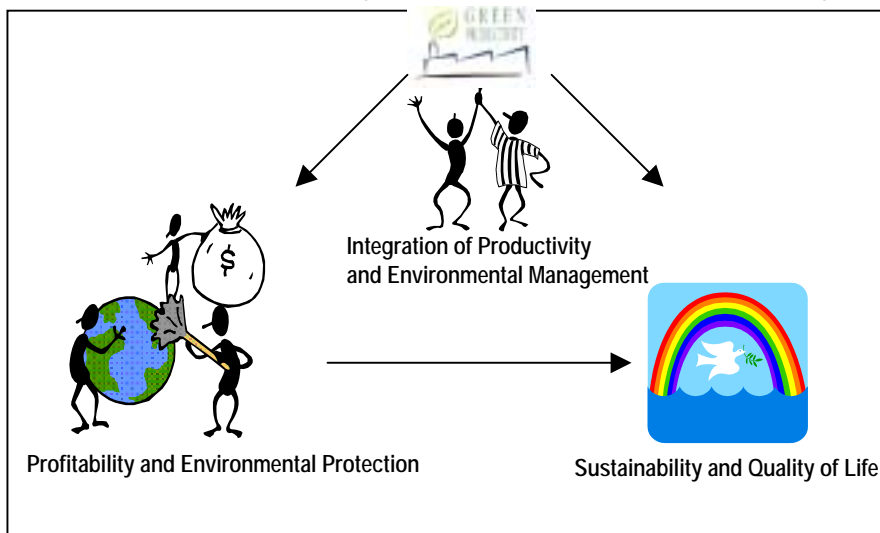 GREEN
PRODUCTIVITY
Integration of Productivity
and Environmental Management
$
Profitability and Environmental Protection
Sustainability and Quality of Life